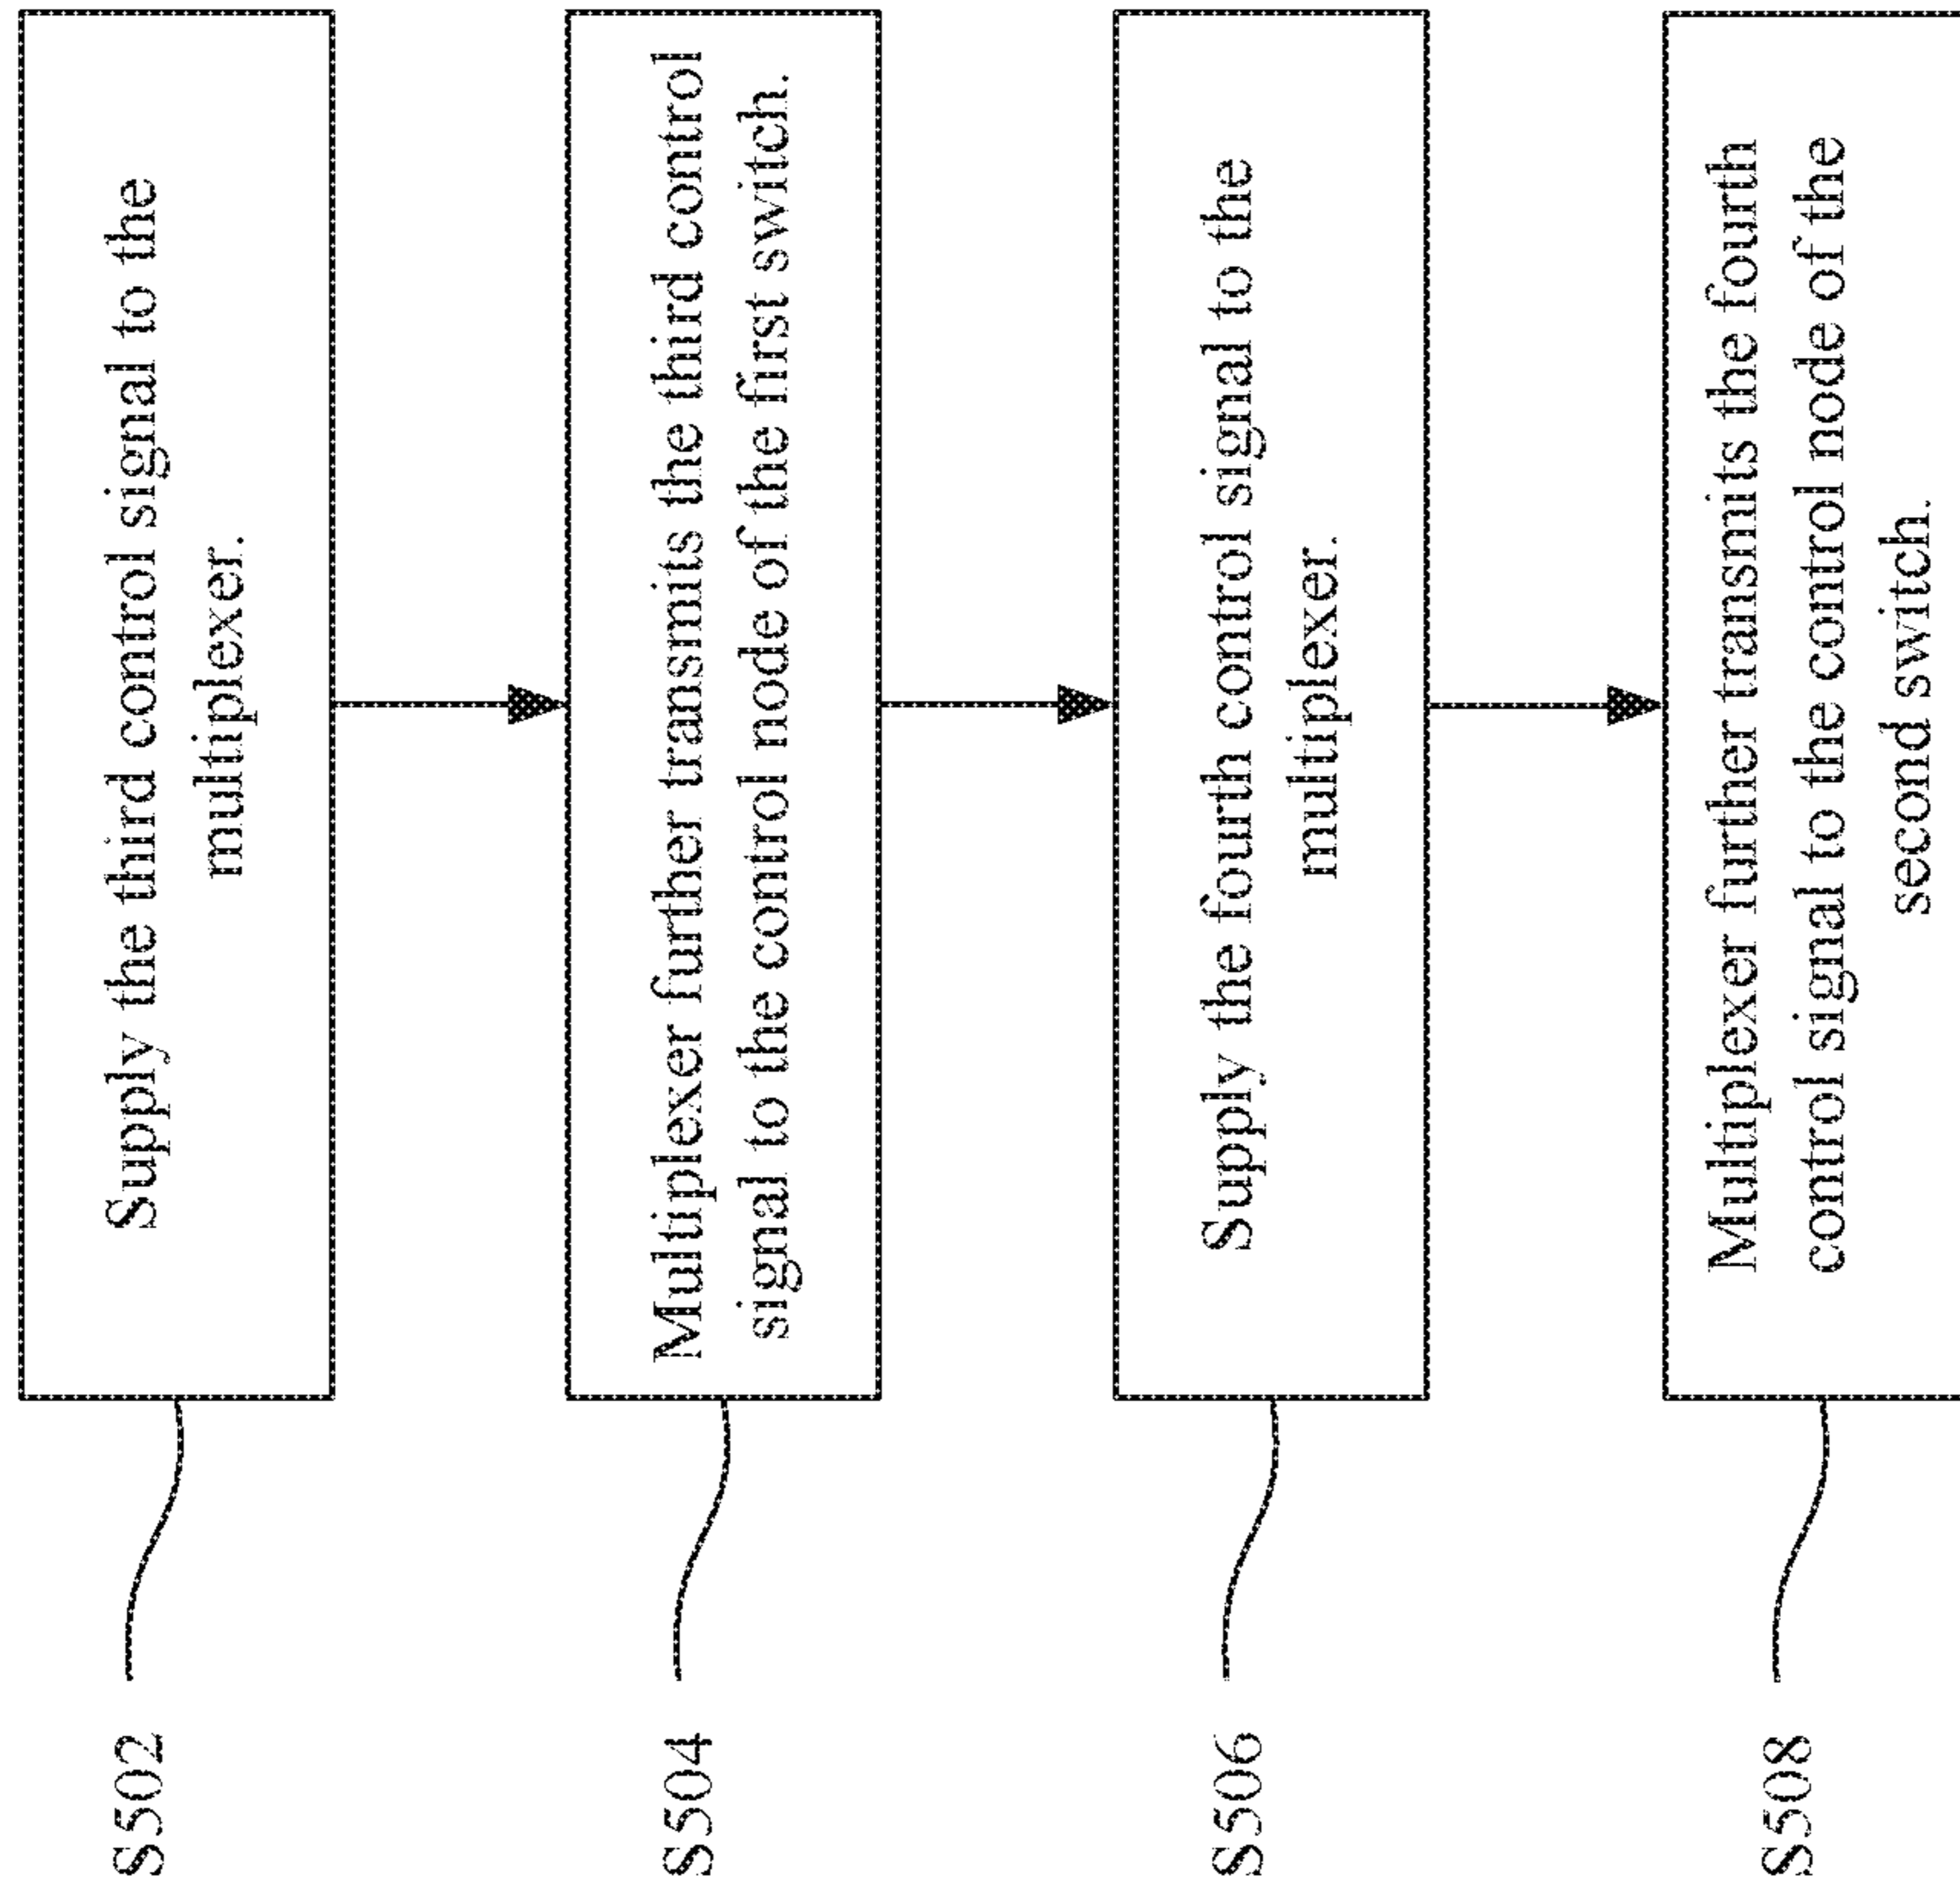 S502
Supply the third control signal to the
multiplexer.
S504
Multiplexer further transmits the third control
signal to the control node of the first switch.
S506
Supply the fourth control signal to the
multiplexer.
S508
Multiplexer further transmits the fourth
control signal to the control node of the
second switch.